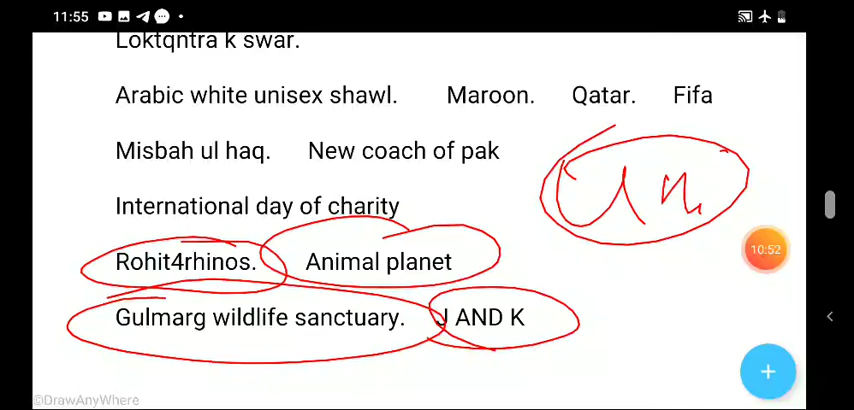 11:55
Loktqntra k swar.
Arabic white unisex shawl. Maroon. Qatar. Fifa
Misbah ul haq. New coach of pak
International day of charity
Rohit4rhinos. Animal planet
10:52
Gulmarg wildlife sanctuary. J AND K
©DrawAnyWhere